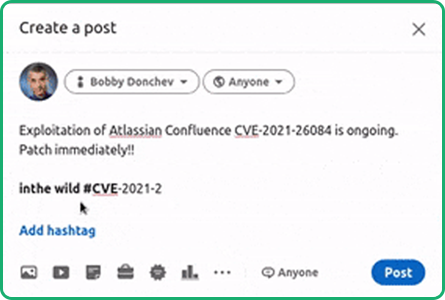 Create a post
Bobby Donchev
Anyone
Exploitation of Atlassian Confluence CVE-2021-26084 is ongoing.
Patch immediately!!
inthe wild #CVE-2021-2
Add hashtag
Anyone
Post